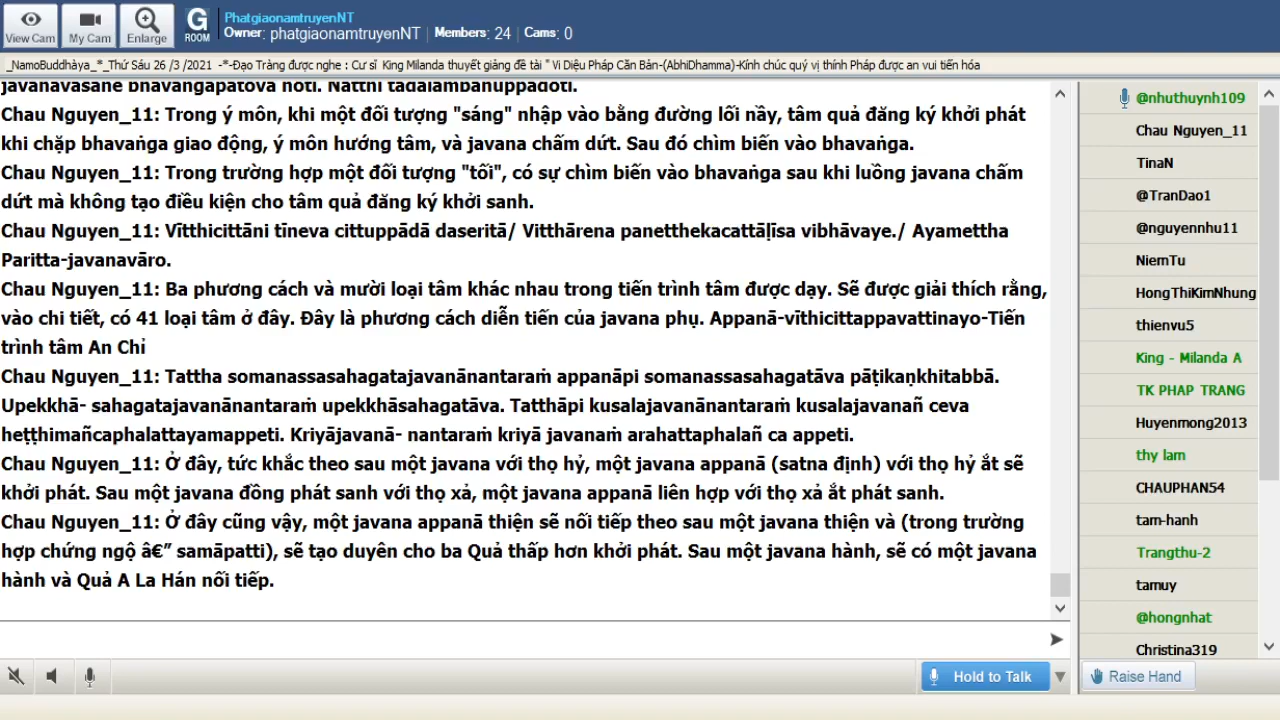 View Cam
My Cam
Enlarge
G
ROOM
PhatgiaonamtruyenNT
Owner: phatgiaonamtruyenNT | Members: 24 | Cams: 0
_NamoBuddhàya_*_Thứ Sáu 26 /3 /2021 -*-Đạo Tràng được nghe : Cư sĩ King Milanda thuyết giảng đề tài " Vi Diệu Pháp Căn Bản-(AbhiDhamma)-Kính chúc quý vị thính Pháp được an vui tiến hóa
javanāvasāne bhavaṅgapātova hoti. Natthi tadālambaṇuppādoti.
Chau Nguyen_11: Trong ý môn, khi một đối tượng "sáng" nhập vào bằng đường lối nầy, tâm quả đăng ký khởi phát
khi chặp bhavaṅga giao động, ý môn hướng tâm, và javana chấm dứt. Sau đó chìm biến vào bhavaṅga.
Chau Nguyen_11: Trong trường hợp một đối tượng "tối", có sự chìm biến vào bhavaṅga sau khi luồng javana chấm
dứt mà không tạo điều kiện cho tâm quả đăng ký khởi sanh.
Chau Nguyen_11: Vītthicittāni tīneva cittuppādā daseritā/ Vitthārena panetthekacattāḷīsa vibhāvaye./ Ayamettha
Paritta-javanavāro.
Chau Nguyen_11: Ba phương cách và mười loại tâm khác nhau trong tiến trình tâm được dạy. Sẽ được giải thích rằng,
vào chi tiết, có 41 loại tâm ở đây. Đây là phương cách diễn tiến của javana phụ. Appanā-vīthicittappavattinayo-Tiến
trình tâm An Chỉ
Chau Nguyen_11: Tattha somanassasahagatajavanānantaraṁ appanāpi somanassasahagatāva pāṭikaṇkhitabbā.
Upekkhā- sahagatajavanānantaraṁ upekkhāsahagatāva. Tatthāpi kusalajavanānantaraṁ kusalajavanañ ceva
heṭṭhimañcaphalattayamappeti. Kriyājavanā- nantaraṁ kriyā javanaṁ arahattaphalañ ca appeti.
Chau Nguyen_11: Ở đây, tức khắc theo sau một javana với thọ hỷ, một javana appanā (satna định) với thọ hỷ ắt sẽ
khởi phát. Sau một javana đồng phát sanh với thọ xả, một javana appanā liên hợp với thọ xả ắt phát sanh.
Chau Nguyen_11: Ở đây cũng vậy, một javana appanā thiện sẽ nối tiếp theo sau một javana thiện và (trong trường
hợp chứng ngộ â€” samāpatti), sẽ tạo duyên cho ba Quả thấp hơn khởi phát. Sau một javana hành, sẽ có một javana
hành và Quả A La Hán nối tiếp.
@nhuthuynh109
Chau Nguyen_11
TinaN
@TranDao1
@nguyennhu11
NiemTu
HongThiKimNhung
thienvu5
King - Milanda A
TK PHAP TRANG
Huyenmong2013
thy lam
CHAUPHAN54
tam-hanh
Trangthu-2
tamuy
@hongnhat
Christina319
Hold to Talk
Raise Hand